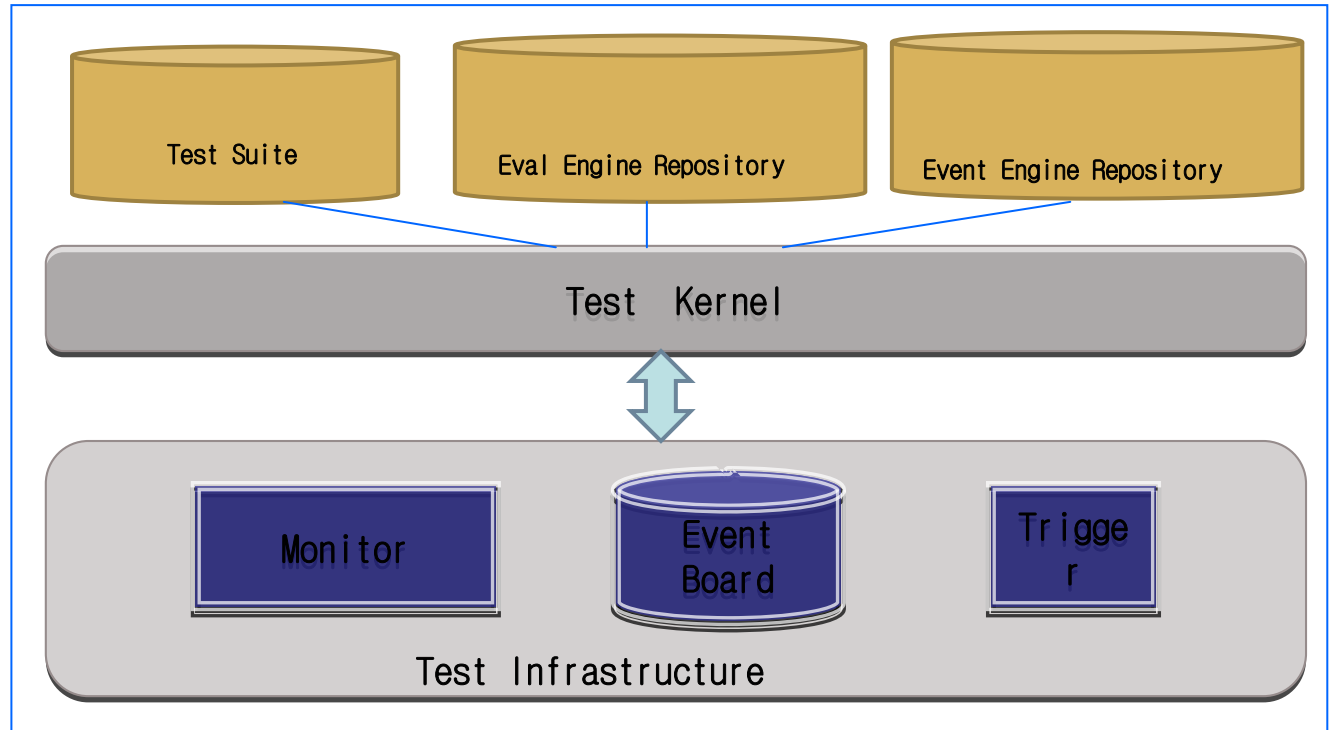 Test Suite
Eval Engine Repository
Event Engine Repository
Test Kernel
Monitor
Event
Board
Trigge
r
Test Infrastructure